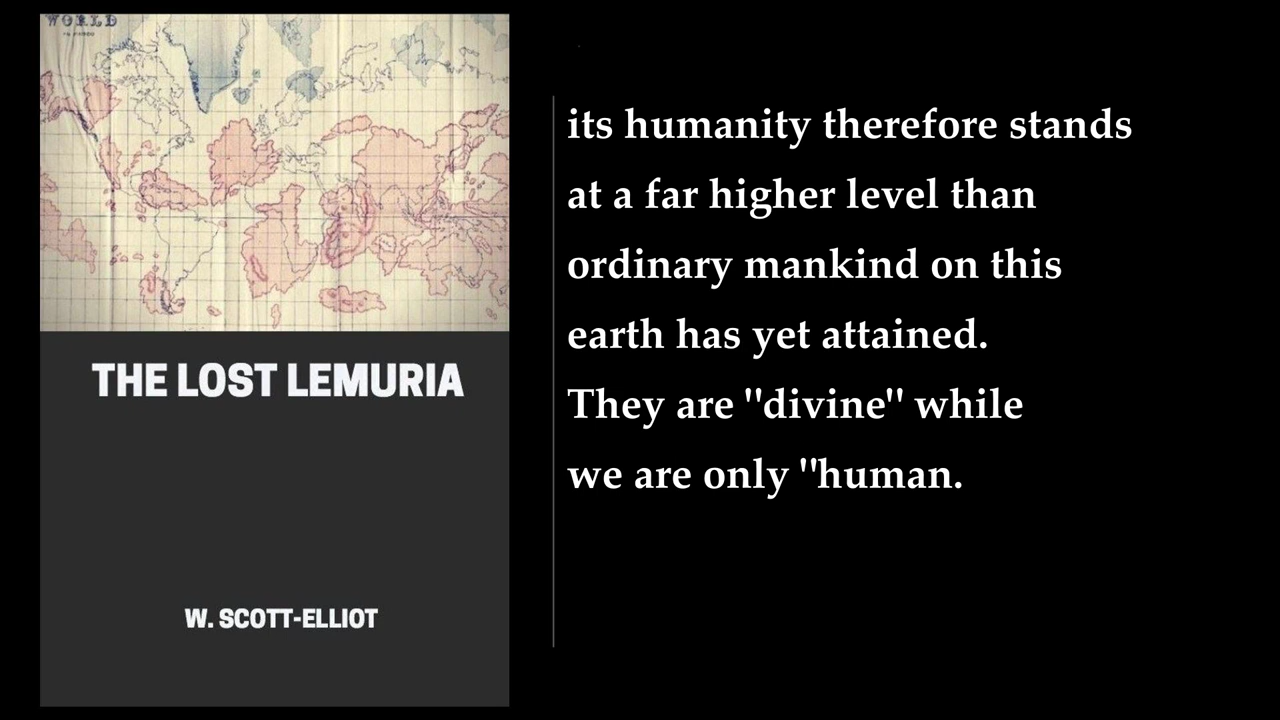 WORLD
THE LOST LEMURIA
W. SCOTT-ELLIOT
its humanity therefore stands
at a far higher level than
ordinary mankind on this
earth has yet attained.
They are "divine" while
we are only "human.